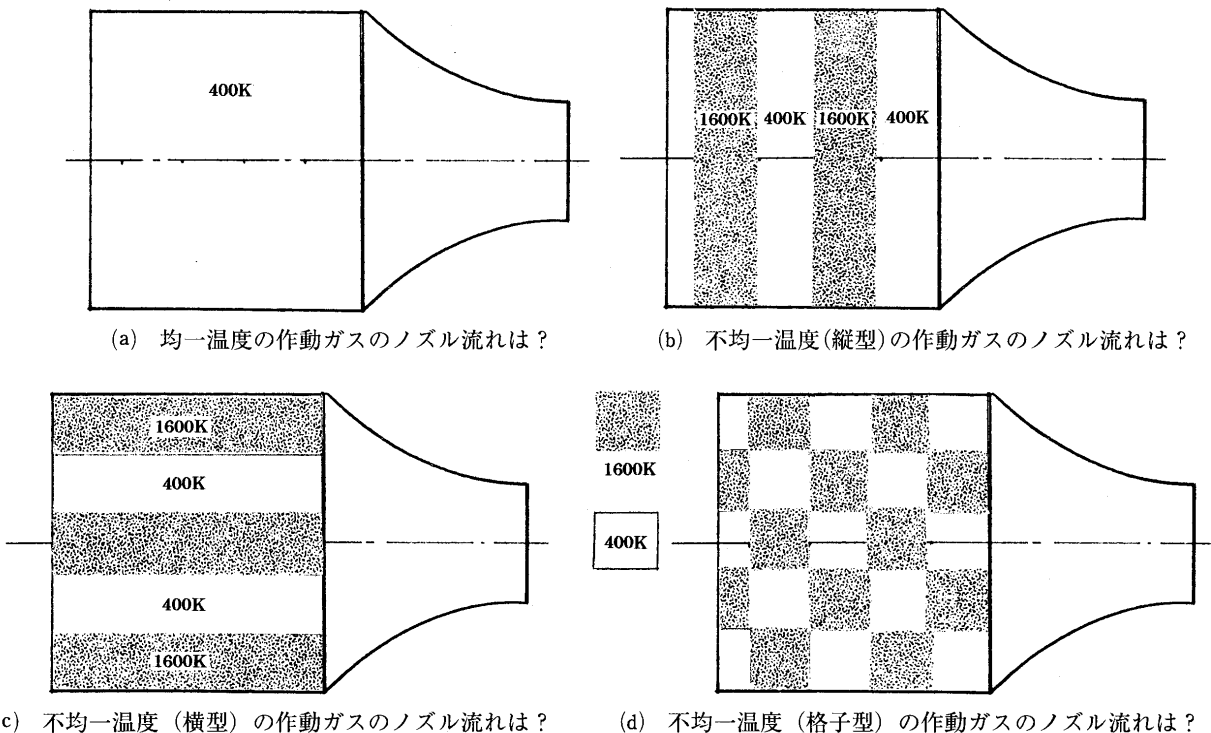 400K
1600K 400K 1600K 400K
(a) 均一温度の作動ガスのノズル流れは?
(b) 不均一温度(縦型)の作動ガスのノズル流れは?
1600K
400K
400K
1600K
1600K
400K
c) 不均一温度(横型)の作動ガスのノズル流れは?
(d) 不均一温度(格子型)の作動ガスのノズル流れは?